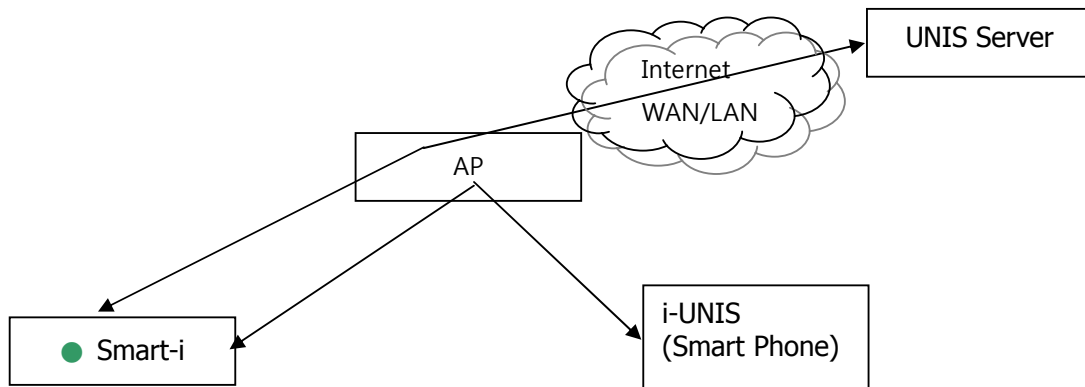 UNIS Server
Internet
WAN/LAN
AP
i-UNIS
(Smart Phone)
Smart-i